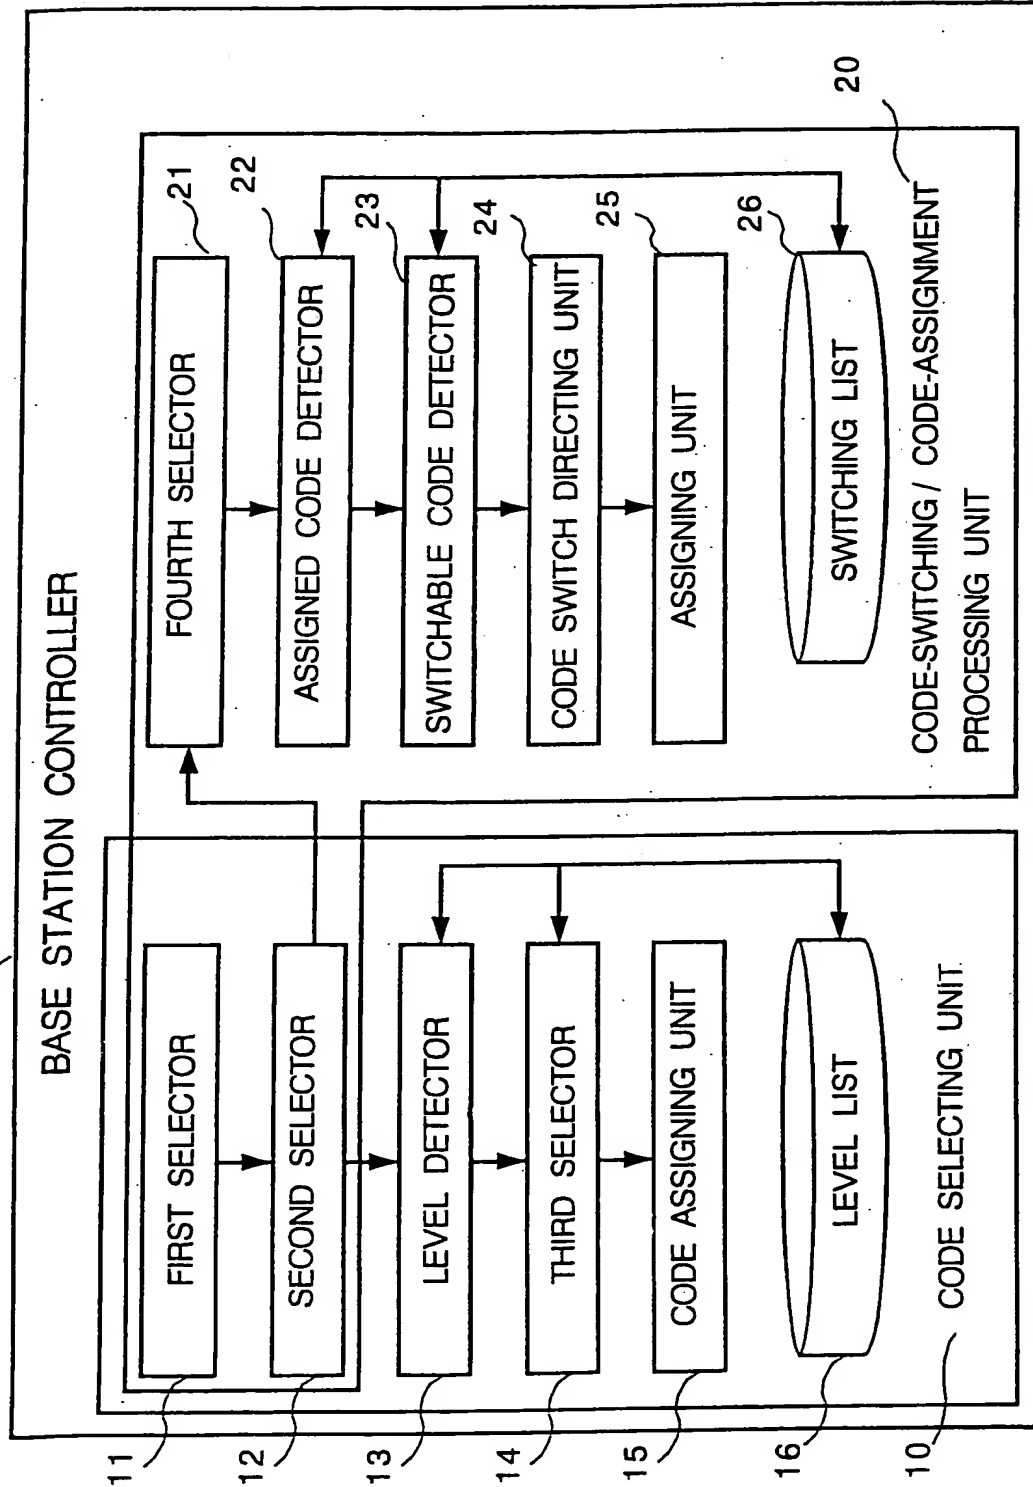 BASE STATION CONTROLLER
11
FIRST SELECTOR
12
SECOND SELECTOR
13
LEVEL DETECTOR
14
THIRD SELECTOR
15
CODE ASSIGNING UNIT
16
LEVEL LIST
10
CODE SELECTING UNIT
FOURTH SELECTOR
21
ASSIGNED CODE DETECTOR
22
SWITCHABLE CODE DETECTOR
23
CODE SWITCH DIRECTING UNIT
24
ASSIGNING UNIT
25
SWITCHING LIST
26
CODE-SWITCHING / CODE-ASSIGNMENT
PROCESSING UNIT
20